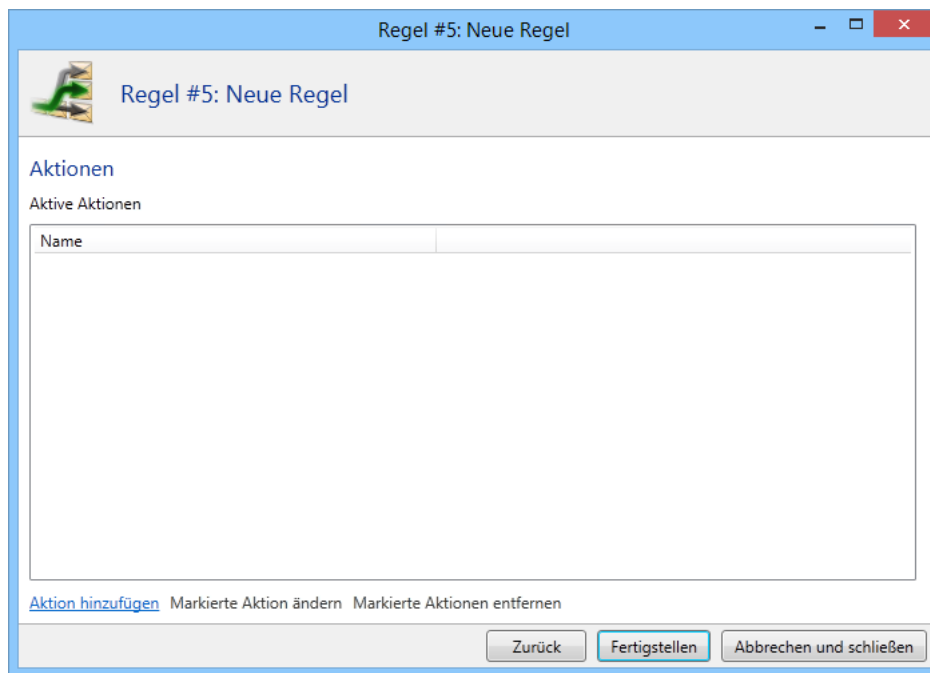 Regel #5: Neue Regel
Regel #5: Neue Regel
Aktionen
Aktive Aktionen
Name
Aktion hinzufügen Markierte Aktion ändern Markierte Aktionen entfernen
Zurück Fertigstellen Abbrechen und schließen